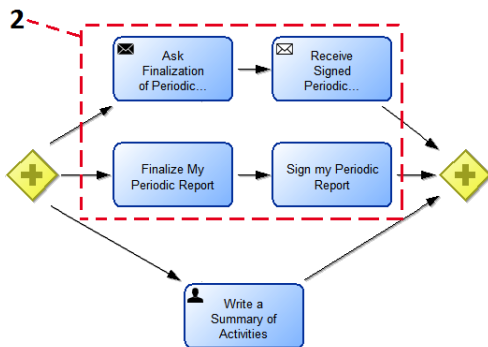 2
Ask
Finalization
of Periodic...
Receive
Signed
Periodic...
Finalize My
Periodic Report
Sign my Periodic
Report
Write a
Summary of
Activities